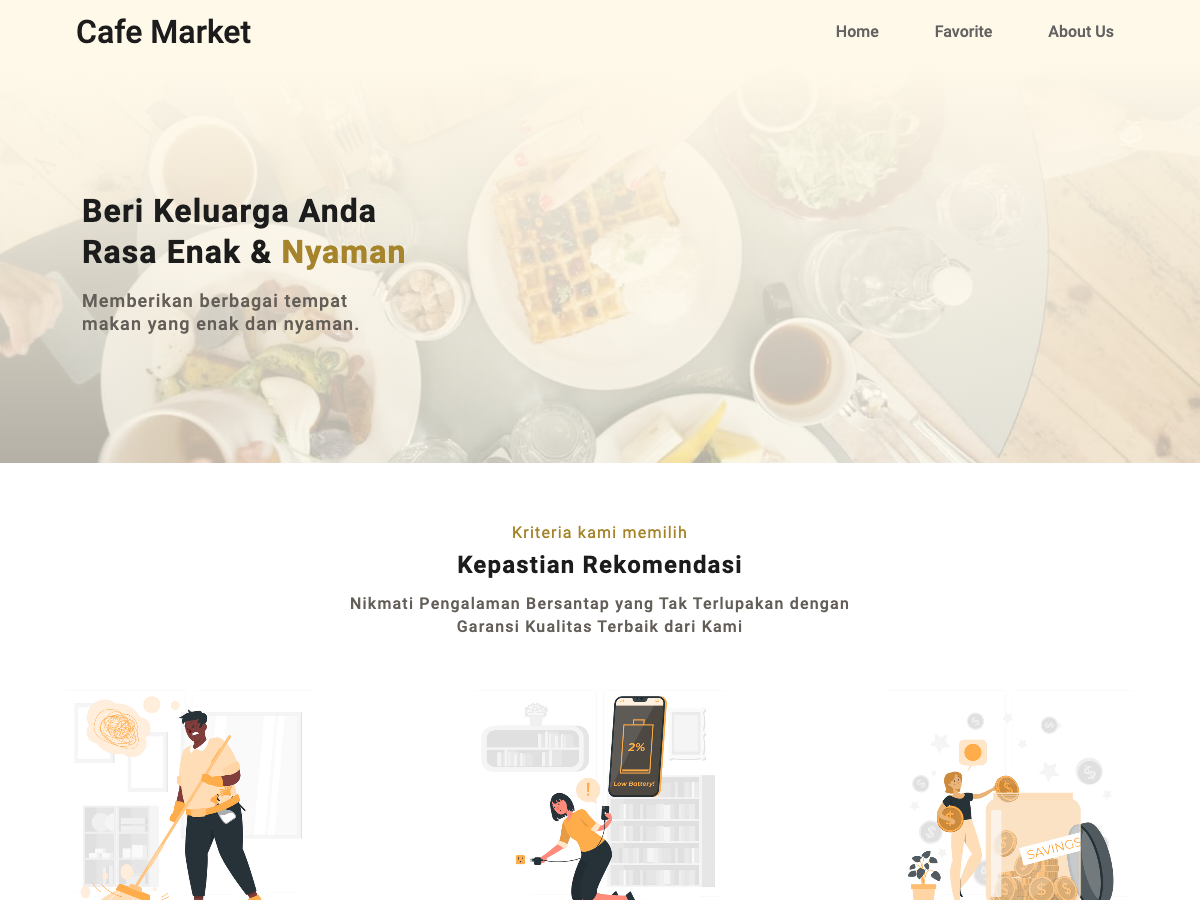 Cafe Market
Home
Favorite
About Us
Beri Keluarga Anda
Rasa Enak & Nyaman
Memberikan berbagai tempat
makan yang enak dan nyaman.
Kriteria kami memilih
Kepastian Rekomendasi
Nikmati Pengalaman Bersantap yang Tak Terlupakan dengan
Garansi Kualitas Terbaik dari Kami
2%
Low Battery!
!
SAVINGS